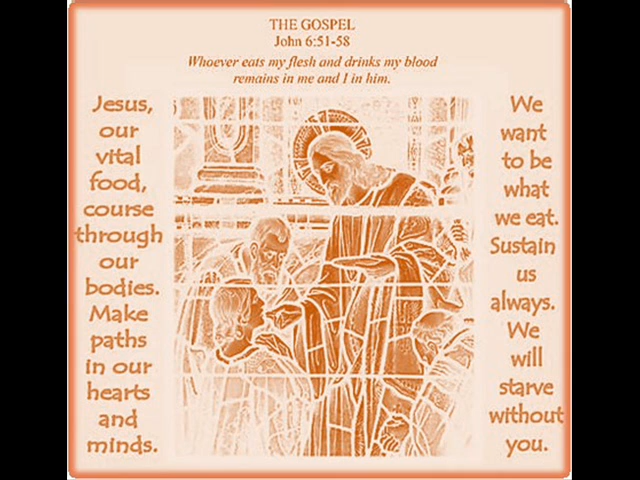 THE GOSPEL
John 6:51-58
Whoever eats my flesh and drinks my blood
remains in me and I in him.
Jesus,
our
vital
food,
course
through
our
bodies.
Make
paths
in our
hearts
and
minds.
We
want
to be
what
we eat.
Sustain
us
always.
We
will
starve
without
you.